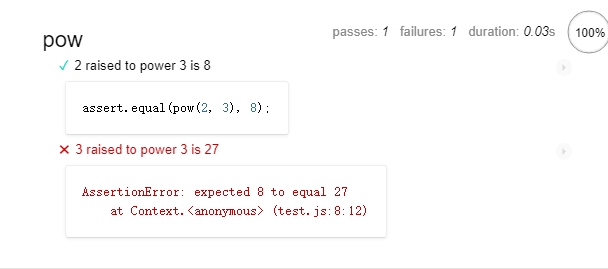 passes: 1 failures: 1 duration: 0.03s 100%
pow
✓ 2 raised to power 3 is 8
assert.equal(pow(2, 3), 8);
✕ 3 raised to power 3 is 27
AssertionError: expected 8 to equal 27
at Context.<anonymous> (test.js:8:12)